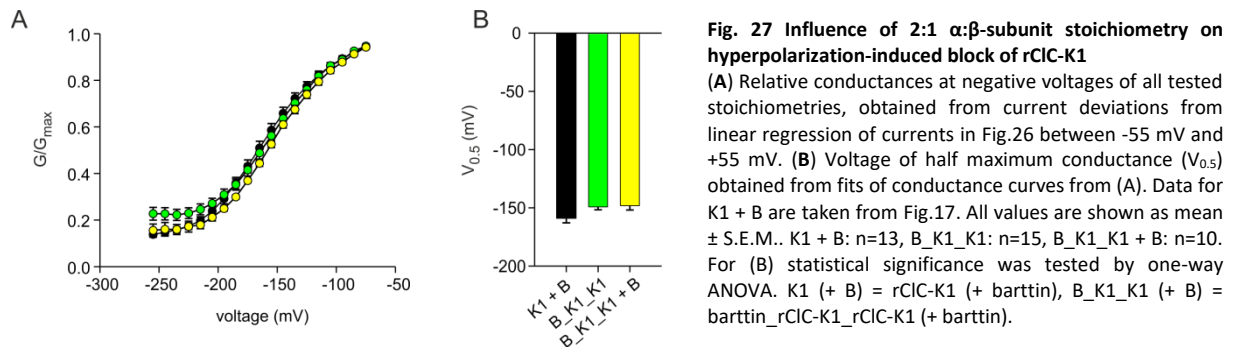 A
G/Gmax
1.0
0.8
0.6
0.4
0.2
0.0
-300
-250
-200
-150
-100
-50
voltage (mV)
B
V0.5 (mV)
0
-50
-100
-150
-200
K1 + B
B_K1_K1
B_K1_K1 + B
Fig. 27 Influence of 2:1 α:β-subunit stoichiometry on
hyperpolarization-induced block of rClC-K1
(A) Relative conductances at negative voltages of all tested
stoichiometries, obtained from current deviations from
linear regression of currents in Fig.26 between -55 mV and
+55 mV. (B) Voltage of half maximum conductance (V0.5)
obtained from fits of conductance curves from (A). Data for
K1 + B are taken from Fig.17. All values are shown as mean
± S.E.M.. K1 + B: n=13, B_K1_K1: n=15, B_K1_K1 + B: n=10.
For (B) statistical significance was tested by one-way
ANOVA. K1 (+ B) = rClC-K1 (+ barttin), B_K1_K1 (+ B) =
barttin_rClC-K1_rClC-K1 (+ barttin).